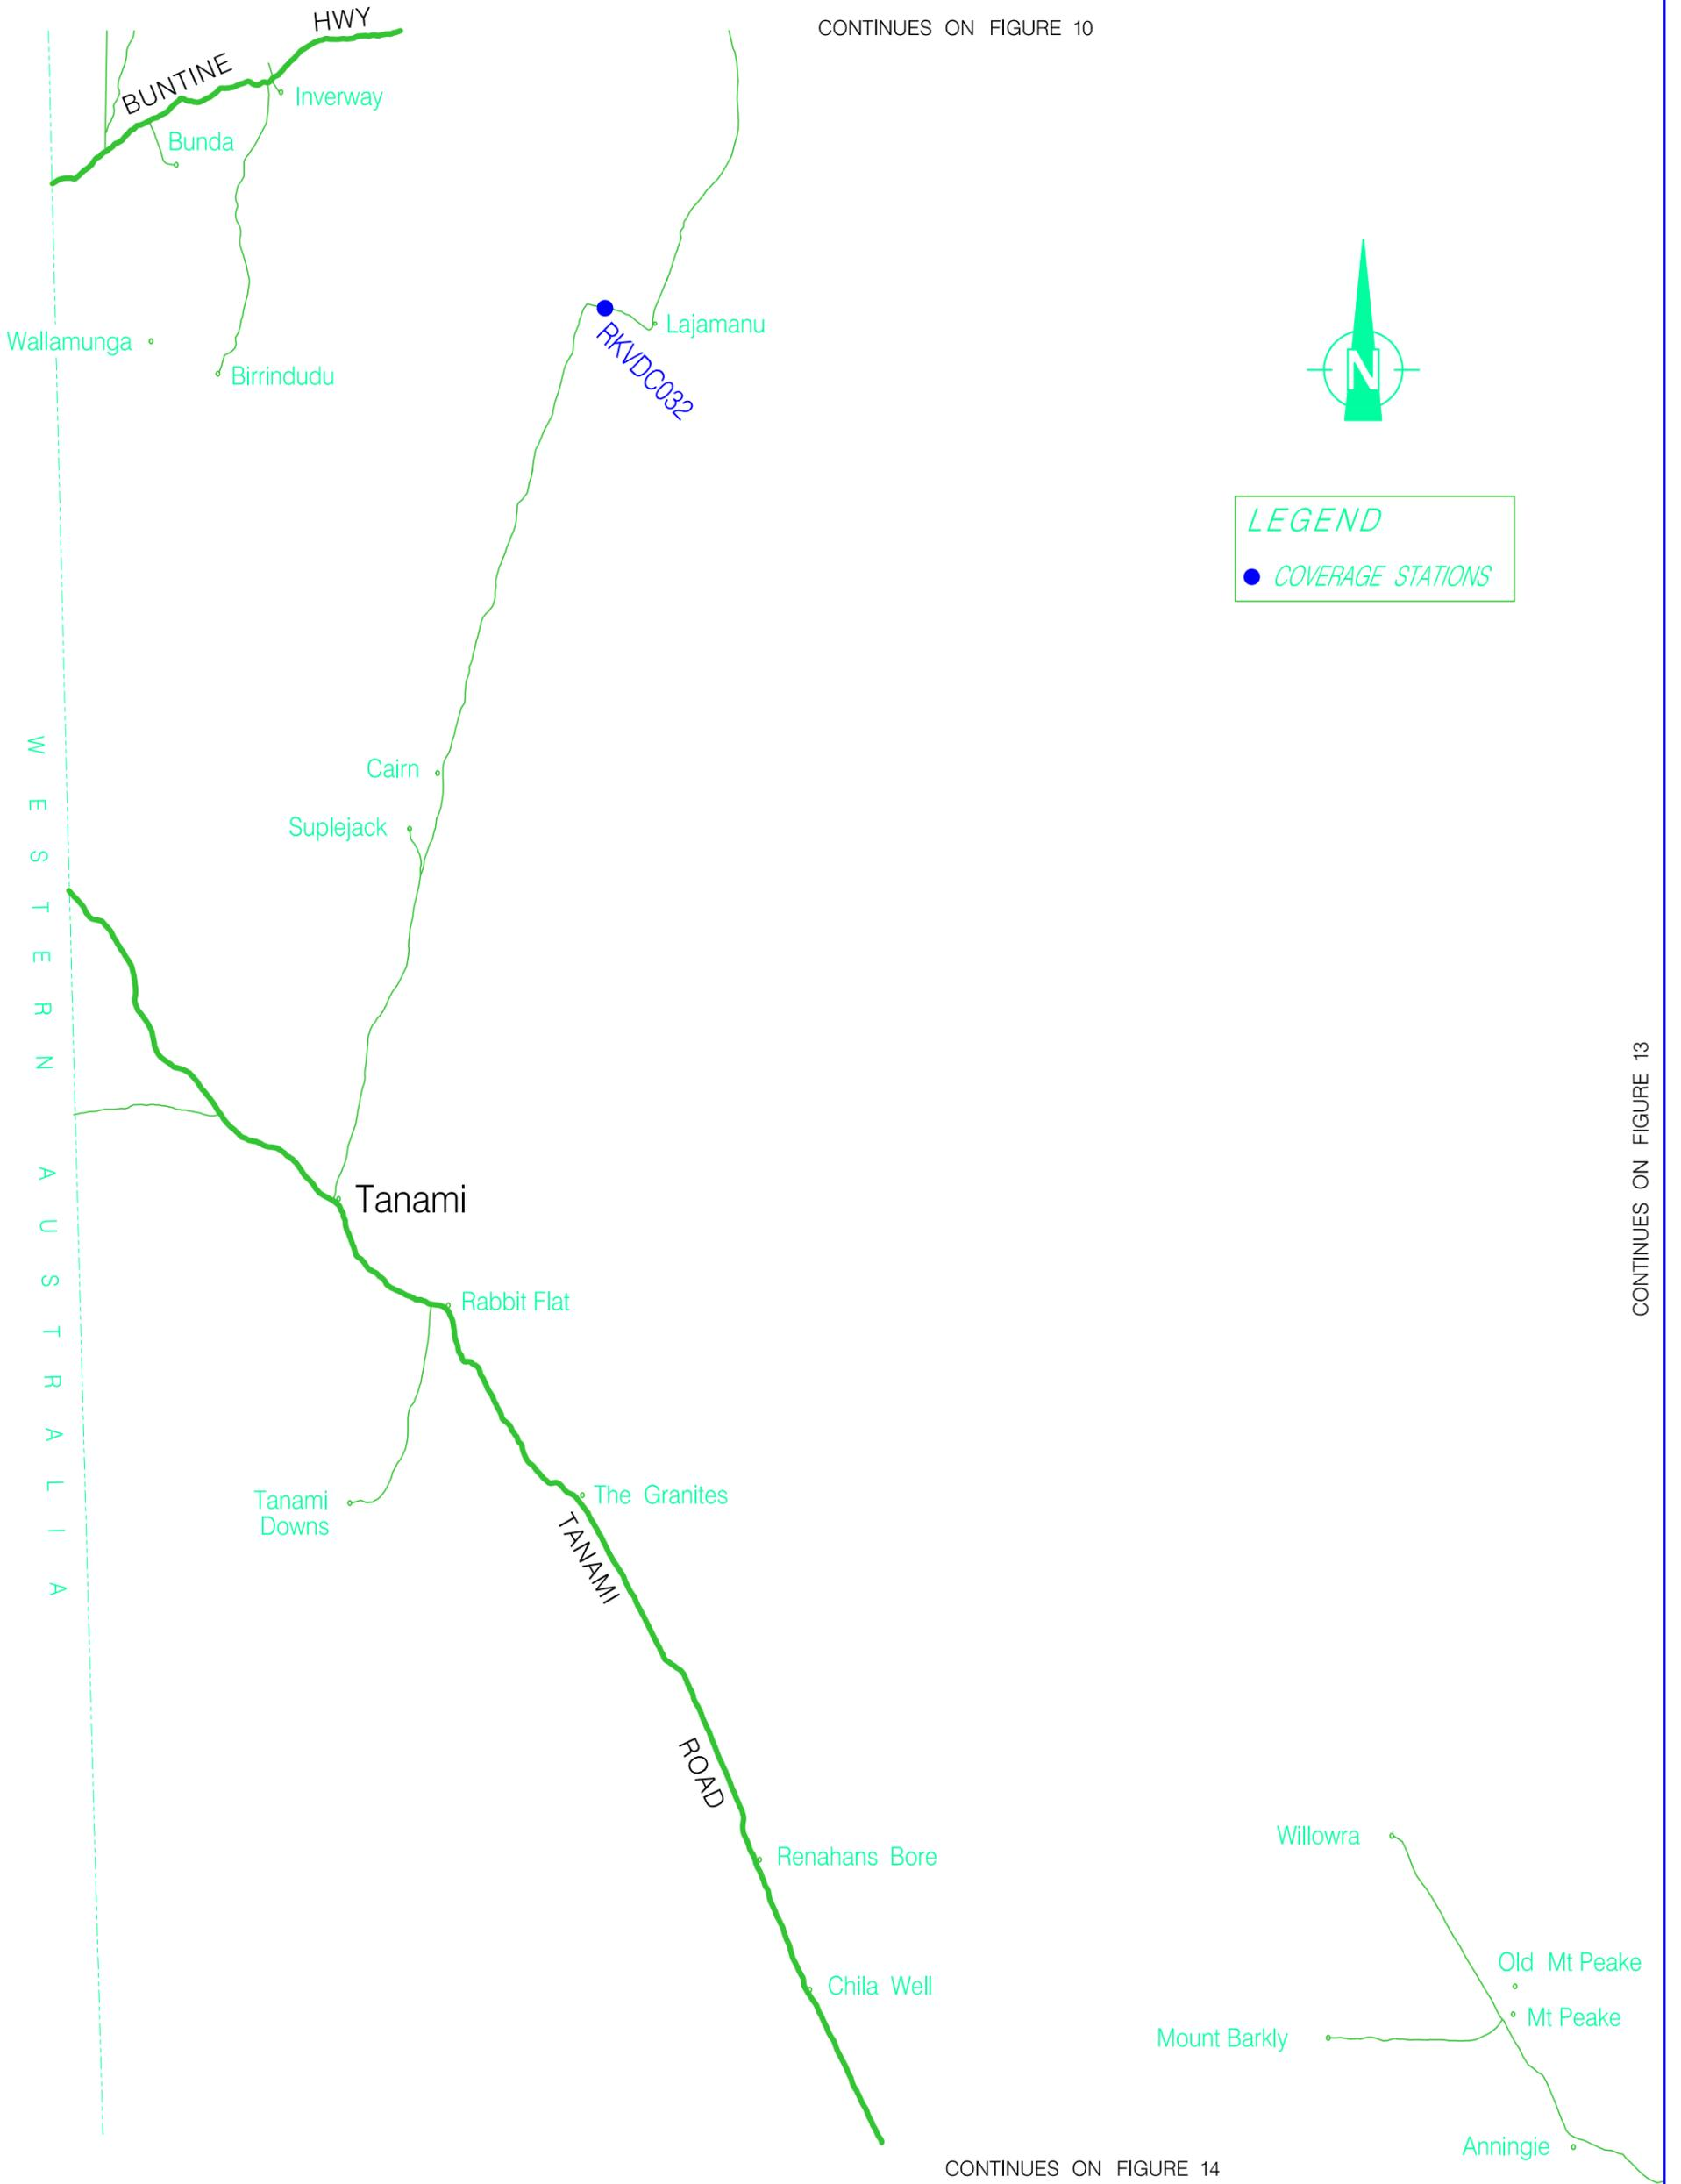 CONTINUES ON FIGURE 10
BUNTINE HWY
Inverway
Bunda
Wallamunga
Birrindudu
Lajamanu
RKVDC032
N
LEGEND
COVERAGE STATIONS
Cairn
Suplejack
WESTERN AUSTRALIA
CONTINUES ON FIGURE 13
Tanami
Rabbit Flat
Tanami
Downs
The Granites
TANAMI ROAD
Renahans Bore
Chila Well
Willowra
Old Mt Peake
Mt Peake
Mount Barkly
Anningie
CONTINUES ON FIGURE 14